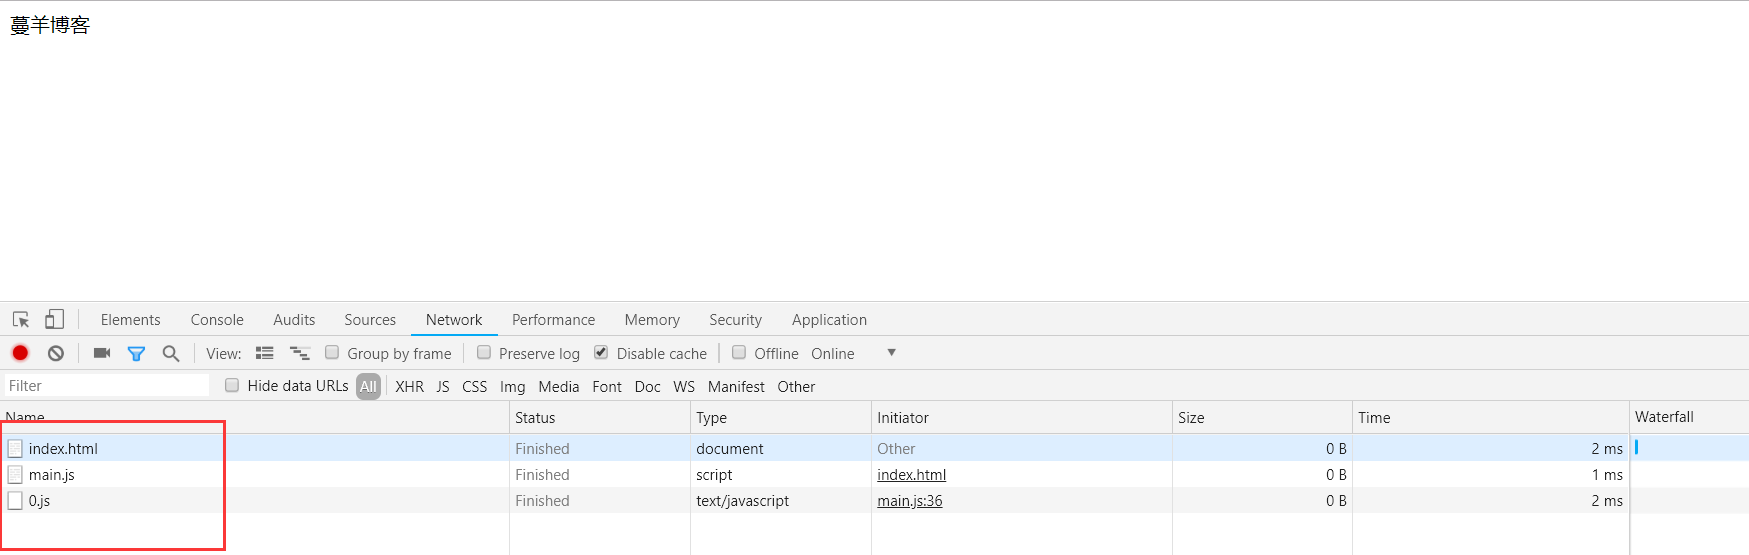 蔓羊博客
Elements Console Audits Sources Network Performance Memory Security Application
View: Group by frame Preserve log Disable cache Offline Online
Filter Hide data URLs All XHR JS CSS Img Media Font Doc WS Manifest Other
Name Status Type Initiator Size Time Waterfall
index.html Finished document Other 0 B 2 ms
main.js Finished script index.html 0 B 1 ms
0.js Finished text/javascript main.js:36 0 B 2 ms